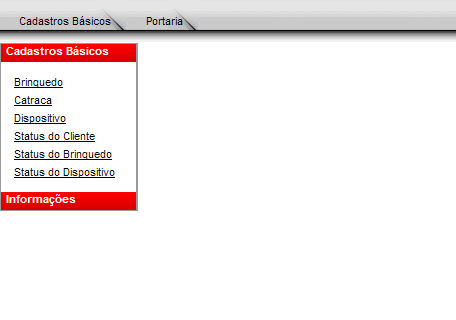 Cadastros Básicos Portaria
Cadastros Básicos
Brinquedo
Catraca
Dispositivo
Status do Cliente
Status do Brinquedo
Status do Dispositivo
Informações